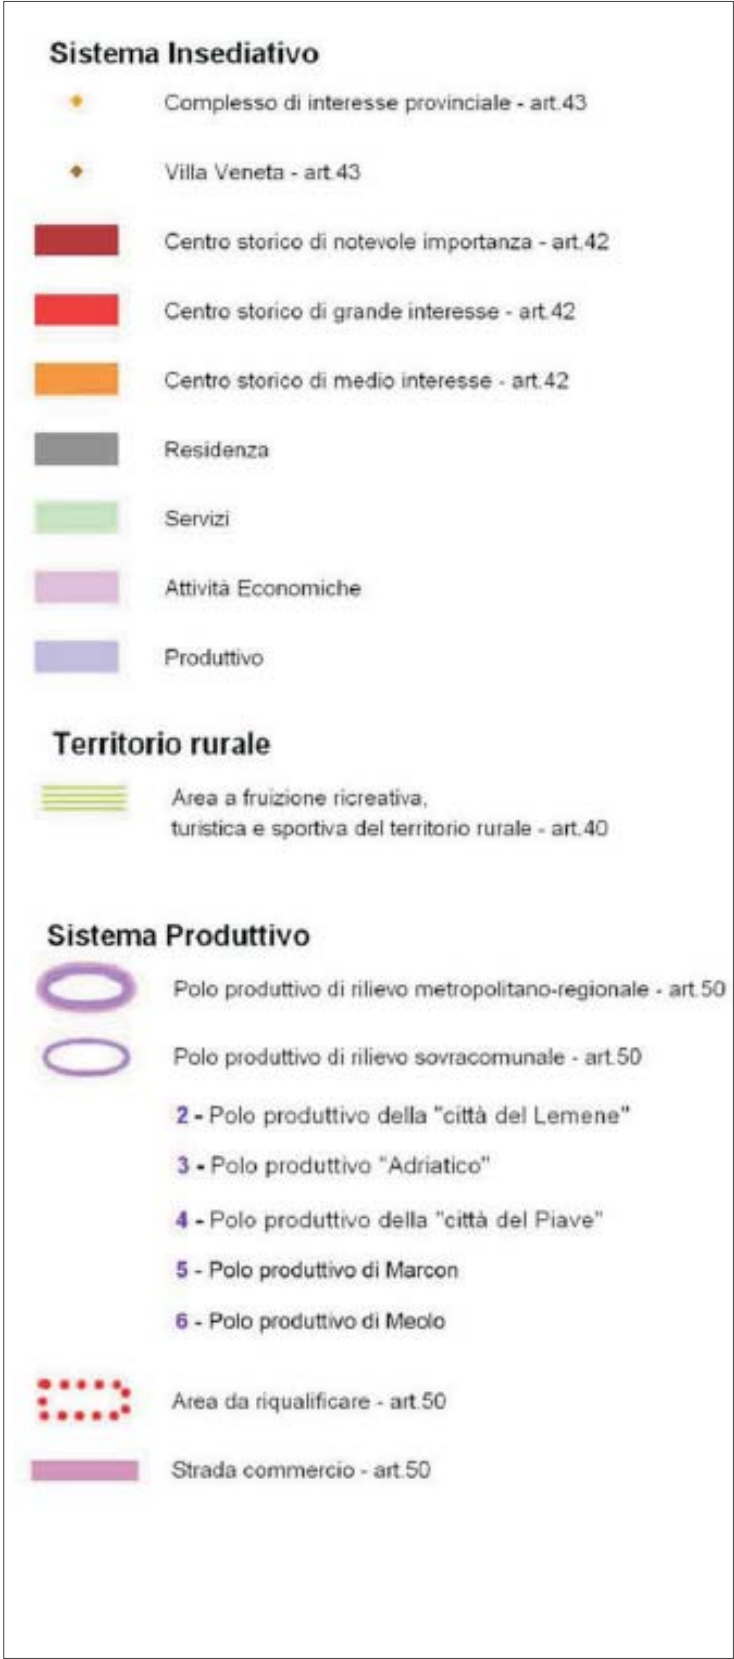 Sistema Insediativo
Complesso di interesse provinciale - art.43
Villa Veneta - art.43
Centro storico di notevole importanza - art.42
Centro storico di grande interesse - art.42
Centro storico di medio interesse - art.42
Residenza
Servizi
Attività Economiche
Produttivo
Territorio rurale
Area a fruizione ricreativa,
turistica e sportiva del territorio rurale - art.40
Sistema Produttivo
Polo produttivo di rilievo metropolitano-regionale - art.50
Polo produttivo di rilievo sovracomunale - art.50
2 - Polo produttivo della "città del Lemene"
3 - Polo produttivo "Adriatico"
4 - Polo produttivo della "città del Piave"
5 - Polo produttivo di Marcon
6 - Polo produttivo di Meolo
Area da riqualificare - art.50
Strada commercio - art.50